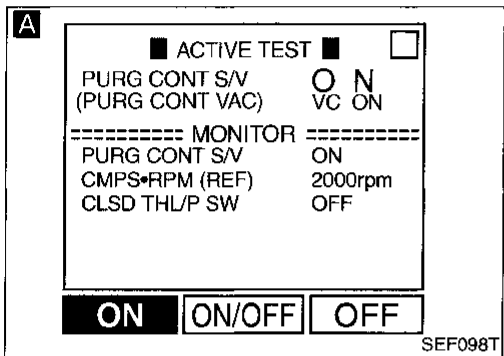 A
■ ACTIVE TEST ■
PURG CONT S/V O N
(PURG CONT VAC) VC ON
========== MONITOR ==========
PURG CONT S/V ON
CMPS•RPM (REF) 2000rpm
CLSD THL/P SW OFF
ON ON/OFF OFF
SEF098T